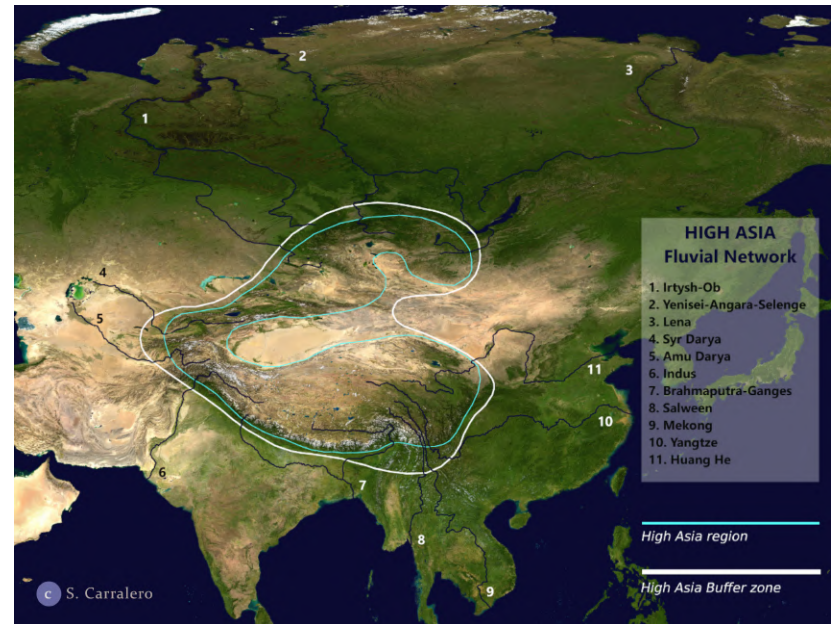 1
2
3
4
5
6
7
8
9
10
11
HIGH ASIA
Fluvial Network
1. Irtysh-Ob
2. Yenisei-Angara-Selenge
3. Lena
4. Syr Darya
5. Amu Darya
6. Indus
7. Brahmaputra-Ganges
8. Salween
9. Mekong
10. Yangtze
11. Huang He
High Asia region
High Asia Buffer zone
c S. Carralero